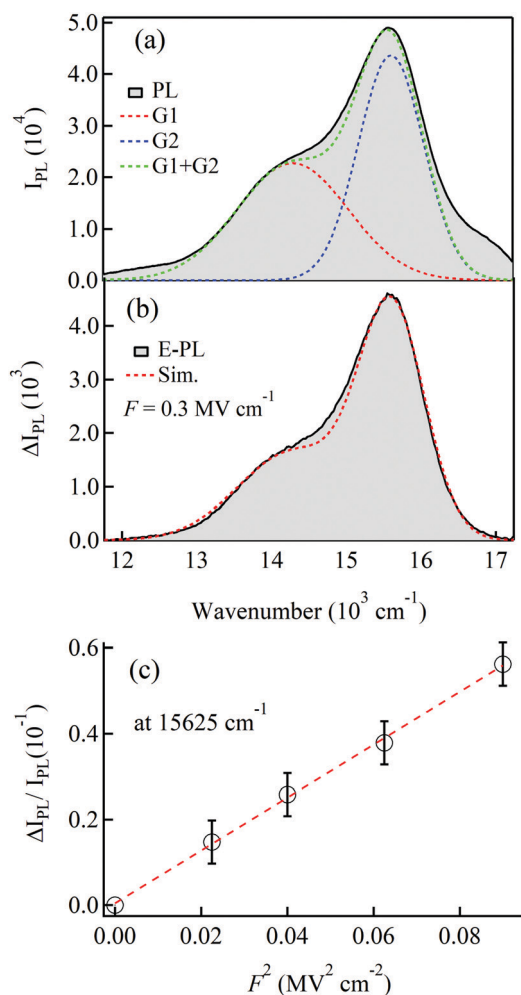 (a)
5.0
4.0
3.0
2.0
1.0
0.0
I_PL (10^4)
PL
G1
G2
G1+G2
(b)
4.0
3.0
2.0
1.0
0.0
ΔI_PL (10^3)
E-PL
Sim.
F = 0.3 MV cm^-1
12 13 14 15 16 17
Wavenumber (10^3 cm^-1)
(c)
0.6
0.4
0.2
0.0
ΔI_PL/ I_PL(10^-1)
at 15625 cm^-1
0.00 0.02 0.04 0.06 0.08
F^2 (MV^2 cm^-2)